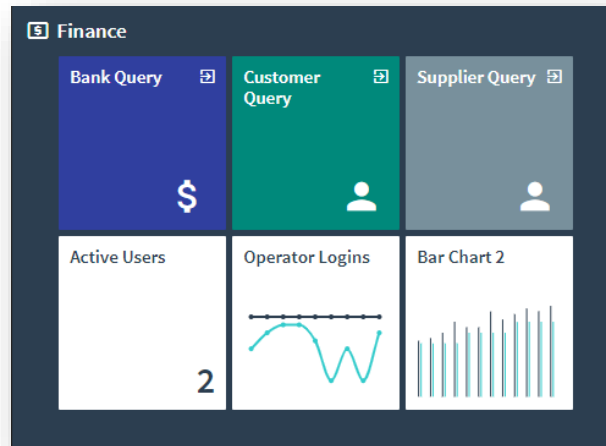 Finance
Bank Query
Customer
Query
Supplier Query
$
Active Users
2
Operator Logins
Bar Chart 2